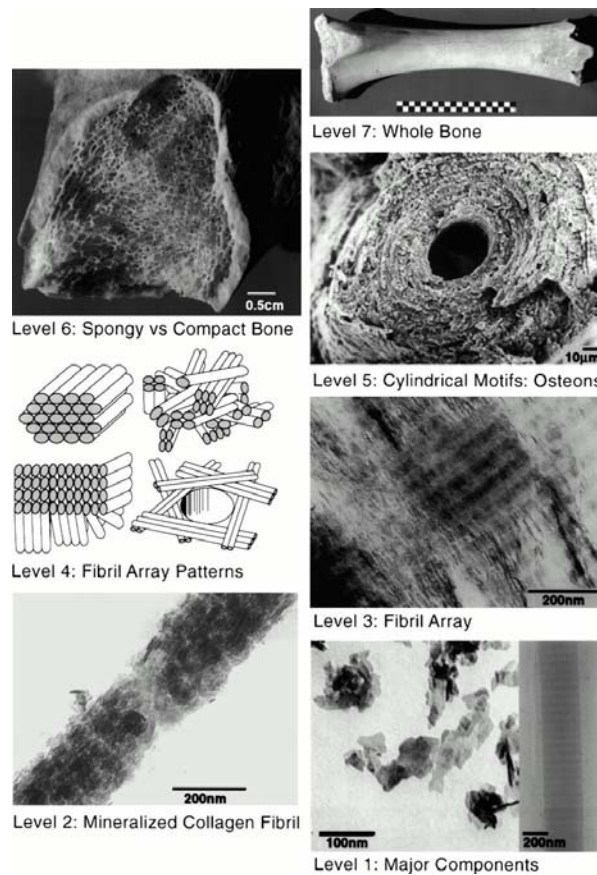 Level 7: Whole Bone
0.5cm
Level 6: Spongy vs Compact Bone
10µm
Level 5: Cylindrical Motifs: Osteons
Level 4: Fibril Array Patterns
200nm
Level 3: Fibril Array
200nm
Level 2: Mineralized Collagen Fibril
100nm
200nm
Level 1: Major Components